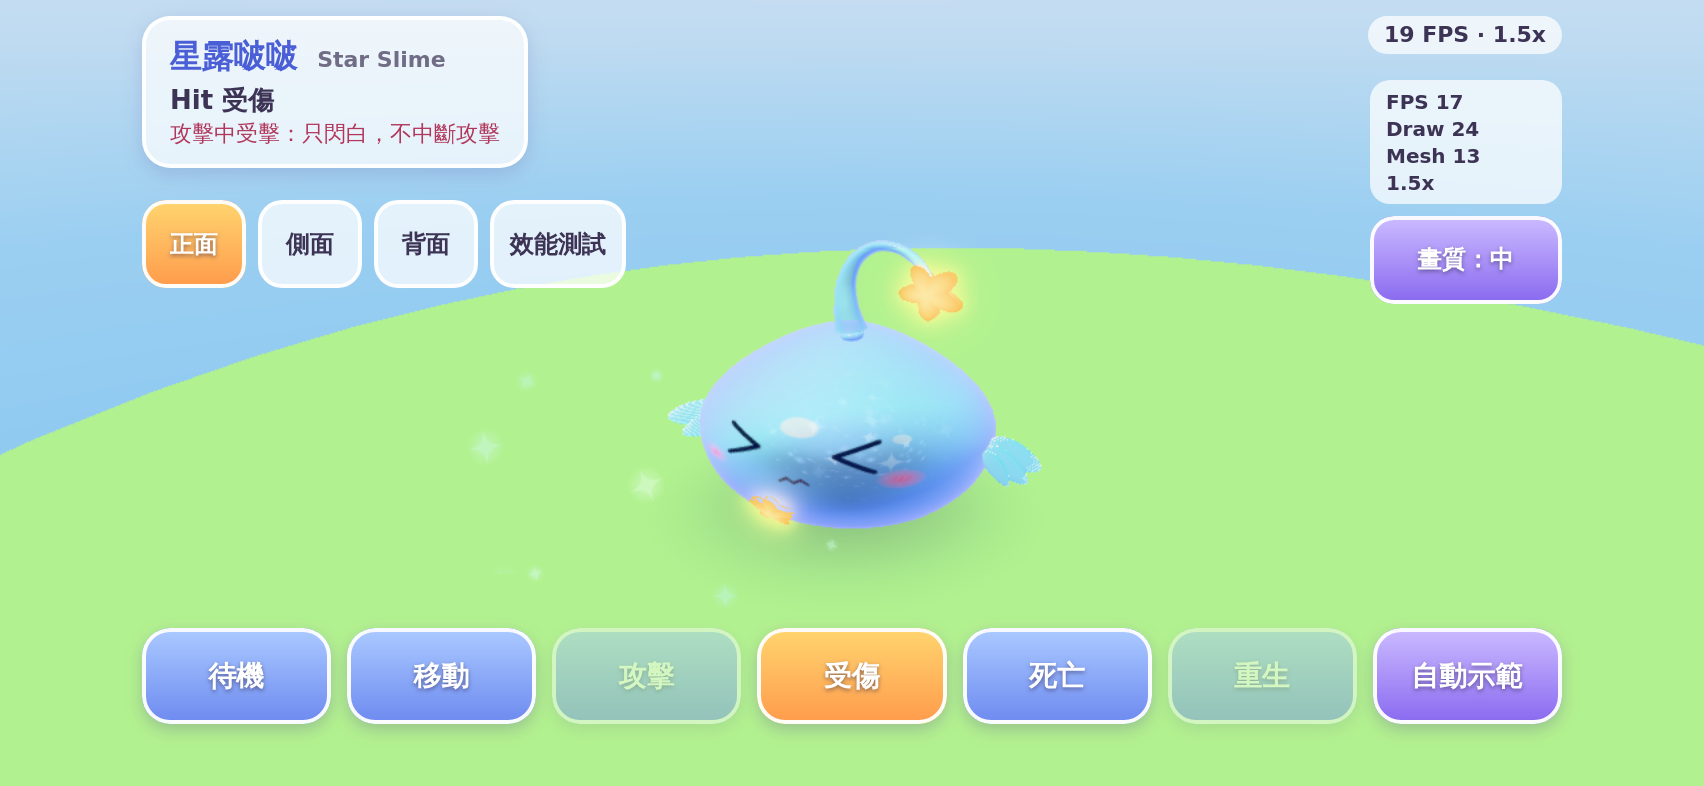 星露啵啵 Star Slime
Hit 受傷
攻擊中受擊：只閃白，不中斷攻擊
正面
側面
背面
效能測試
19 FPS · 1.5x
FPS 17
Draw 24
Mesh 13
1.5x
畫質：中
待機
移動
攻擊
受傷
死亡
重生
自動示範